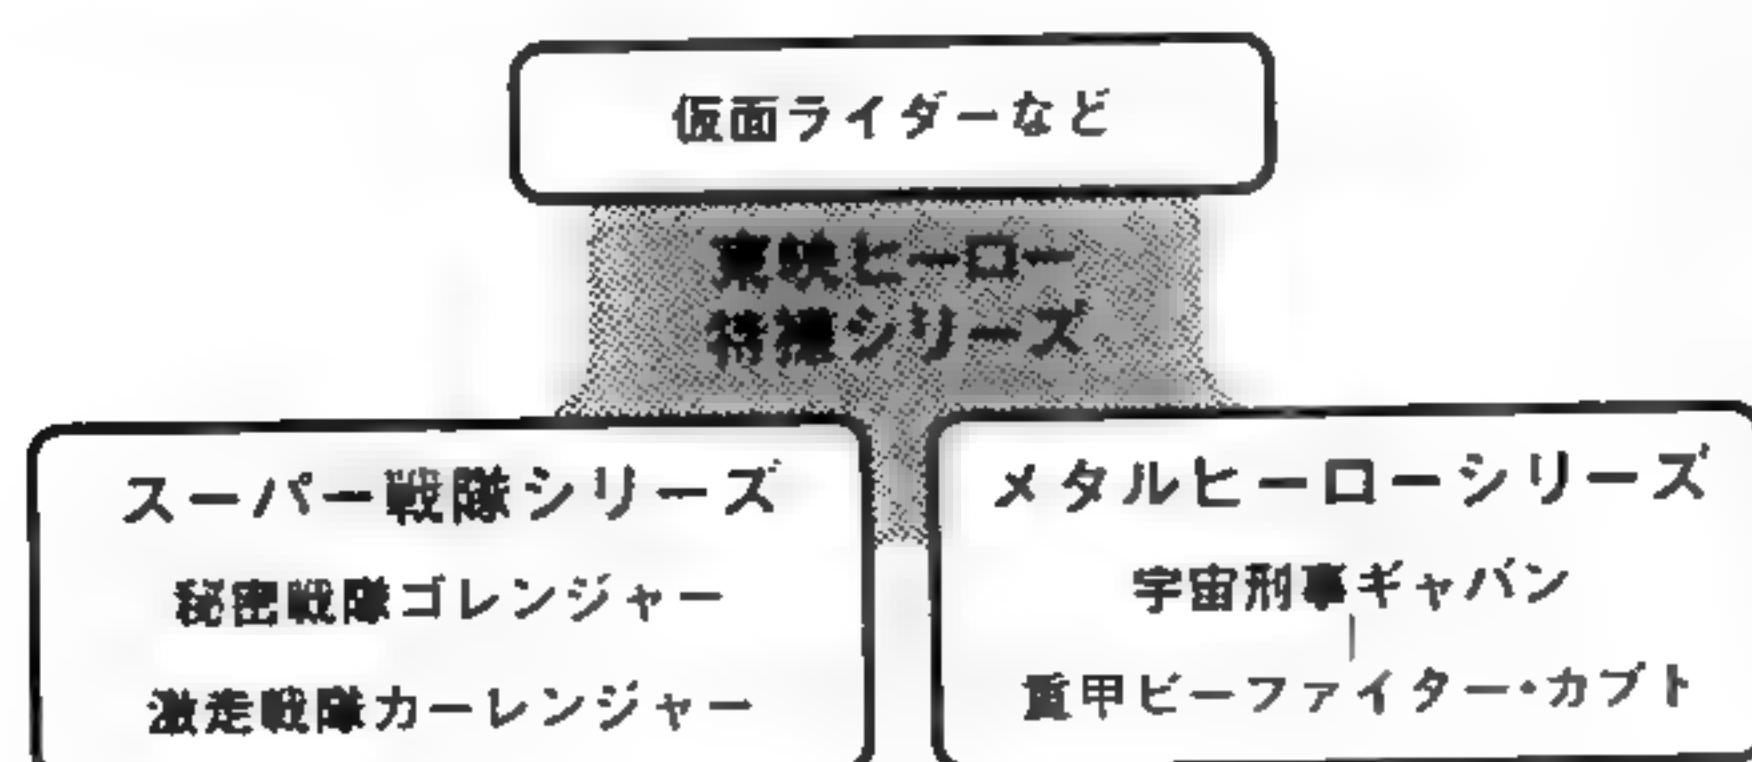 仮面ライダーなど
東映ヒーロー
特撮シリーズ
スーパー戦隊シリーズ
秘密戦隊ゴレンジャー
激走戦隊カーレンジャー
メタルヒーローシリーズ
宇宙刑事ギャバン
重甲ビーファイター・カブト